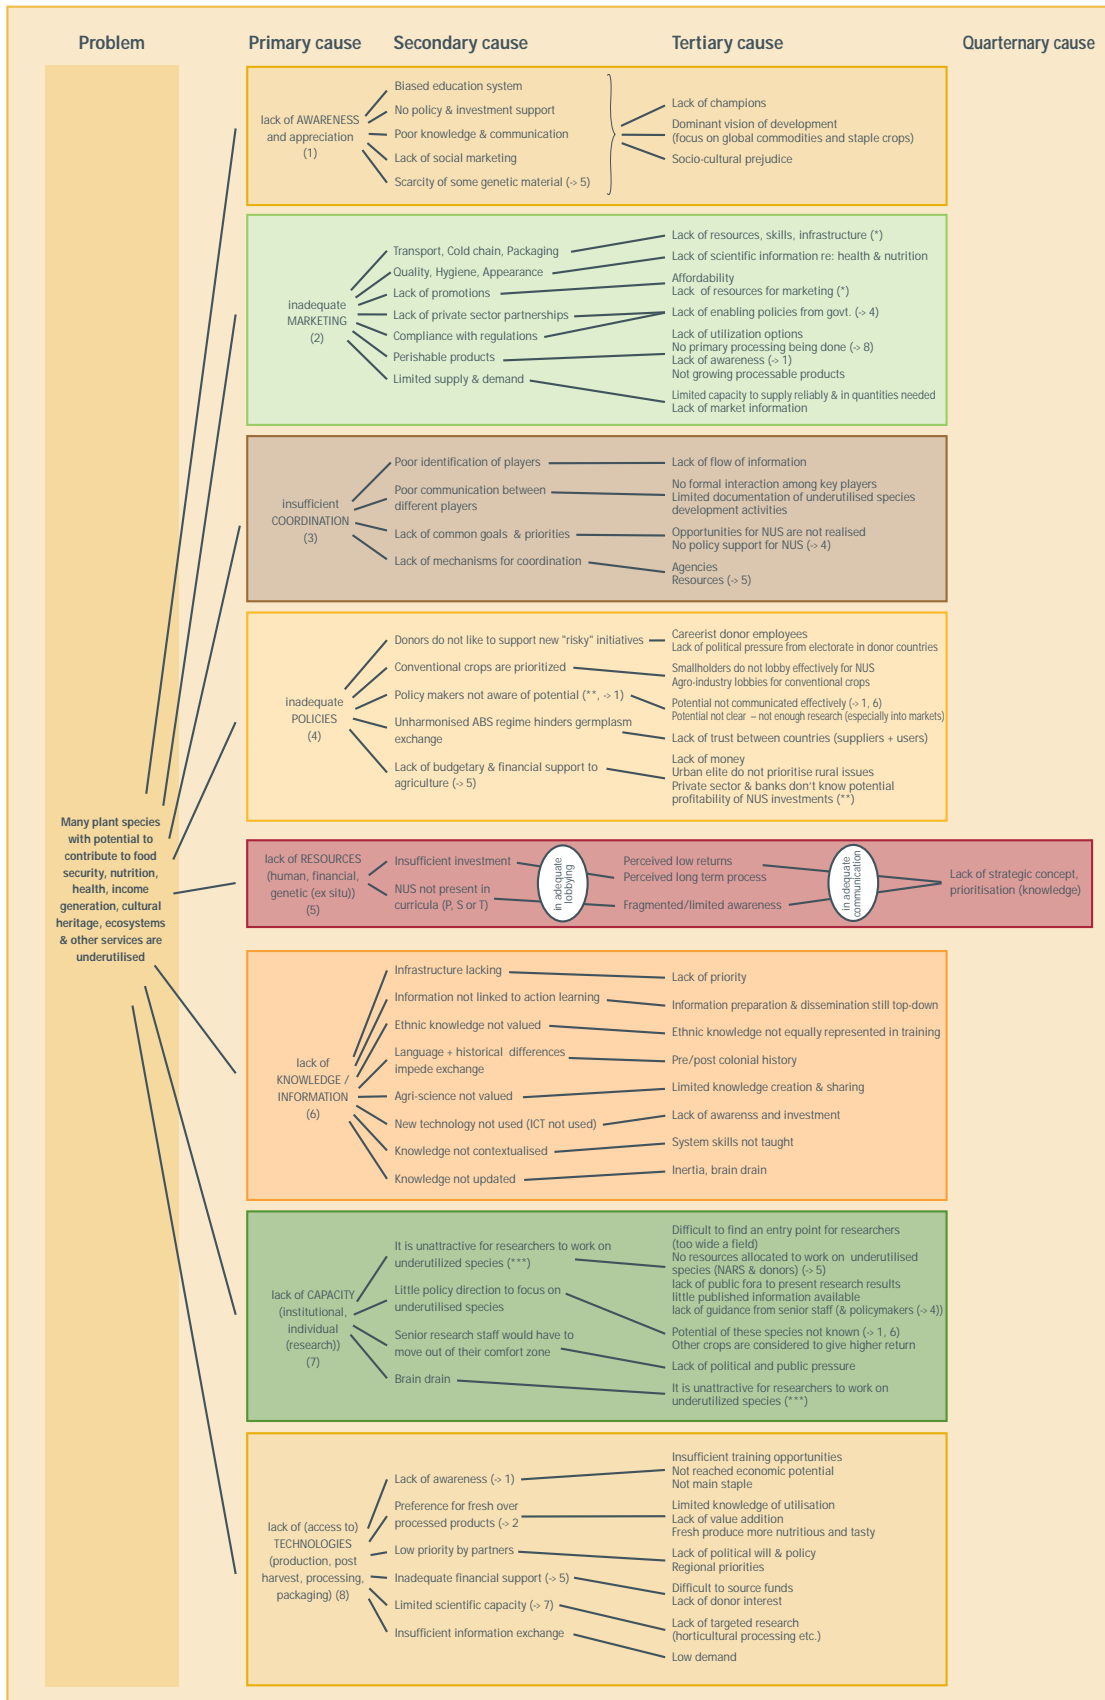 Problem
Primary cause
Secondary cause
Tertiary cause
Quarternary cause
Many plant species
with potential to
contribute to food
security, nutrition,
health, income
generation, cultural
heritage, ecosystems
& other services are
underutilised
lack of AWARENESS
and appreciation
(1)
Biased education system
No policy & investment support
Poor knowledge & communication
Lack of social marketing
Scarcity of some genetic material (-> 5)
Lack of champions
Dominant vision of development
(focus on global commodities and staple crops)
Socio-cultural prejudice
inadequate
MARKETING
(2)
Transport, Cold chain, Packaging
Quality, Hygiene, Appearance
Lack of promotions
Lack of private sector partnerships
Compliance with regulations
Perishable products
Limited supply & demand
Lack of resources, skills, infrastructure (*)
Lack of scientific information re: health & nutrition
Affordability
Lack of resources for marketing (*)
Lack of enabling policies from govt. (-> 4)
Lack of utilization options
No primary processing being done (-> 8)
Lack of awareness (-> 1)
Not growing processable products
Limited capacity to supply reliably & in quantities needed
Lack of market information
insufficient
COORDINATION
(3)
Poor identification of players
Poor communication between
different players
Lack of common goals & priorities
Lack of mechanisms for coordination
Lack of flow of information
No formal interaction among key players
Limited documentation of underutilised species
development activities
Opportunities for NUS are not realised
No policy support for NUS (-> 4)
Agencies
Resources (-> 5)
inadequate
POLICIES
(4)
Donors do not like to support new "risky" initiatives
Conventional crops are prioritized
Policy makers not aware of potential (**, -> 1)
Unharmonised ABS regime hinders germplasm
exchange
Lack of budgetary & financial support to
agriculture (-> 5)
Careerist donor employees
Lack of political pressure from electorate in donor countries
Smallholders do not lobby effectively for NUS
Agro-industry lobbies for conventional crops
Potential not communicated effectively (-> 1, 6)
Potential not clear – not enough research (especially into markets)
Lack of trust between countries (suppliers + users)
Lack of money
Urban elite do not prioritise rural issues
Private sector & banks don't know potential
profitability of NUS investments (**)
lack of RESOURCES
(human, financial,
genetic (ex situ))
(5)
Insufficient investment
NUS not present in
curricula (P, S or T)
in adequate
lobbying
Perceived low returns
Perceived long term process
Fragmented/limited awareness
in adequate
communication
Lack of strategic concept,
prioritisation (knowledge)
lack of
KNOWLEDGE /
INFORMATION
(6)
Infrastructure lacking
Information not linked to action learning
Ethnic knowledge not valued
Language + historical differences
impede exchange
Agri-science not valued
New technology not used (ICT not used)
Knowledge not contextualised
Knowledge not updated
Lack of priority
Information preparation & dissemination still top-down
Ethnic knowledge not equally represented in training
Pre/post colonial history
Limited knowledge creation & sharing
Lack of awarenss and investment
System skills not taught
Inertia, brain drain
lack of CAPACITY
(institutional,
individual
(research))
(7)
It is unattractive for researchers to work on
underutilized species (***)
Little policy direction to focus on
underutilised species
Senior research staff would have to
move out of their comfort zone
Brain drain
Difficult to find an entry point for researchers
(too wide a field)
No resources allocated to work on underutilised
species (NARS & donors) (-> 5)
lack of public fora to present research results
little published information available
lack of guidance from senior staff (& policymakers (-> 4))
Potential of these species not known (-> 1, 6)
Other crops are considered to give higher return
Lack of political and public pressure
It is unattractive for researchers to work on
underutilized species (***)
lack of (access to)
TECHNOLOGIES
(production, post
harvest, processing,
packaging) (8)
Lack of awareness (-> 1)
Preference for fresh over
processed products (-> 2
Low priority by partners
Inadequate financial support (-> 5)
Limited scientific capacity (-> 7)
Insufficient information exchange
Insufficient training opportunities
Not reached economic potential
Not main staple
Limited knowledge of utilisation
Lack of value addition
Fresh produce more nutritious and tasty
Lack of political will & policy
Regional priorities
Difficult to source funds
Lack of donor interest
Lack of targeted research
(horticultural processing etc.)
Low demand